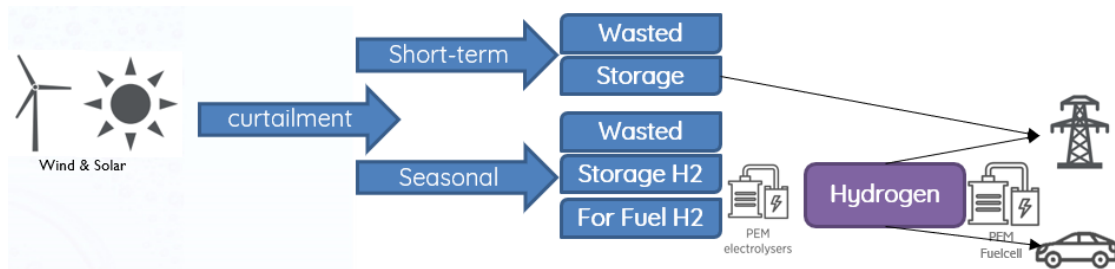 Wind & Solar
curtailment
Short-term
Wasted
Storage
Seasonal
Wasted
Storage H2
For Fuel H2
PEM
electrolysers
Hydrogen
PEM
Fuelcell